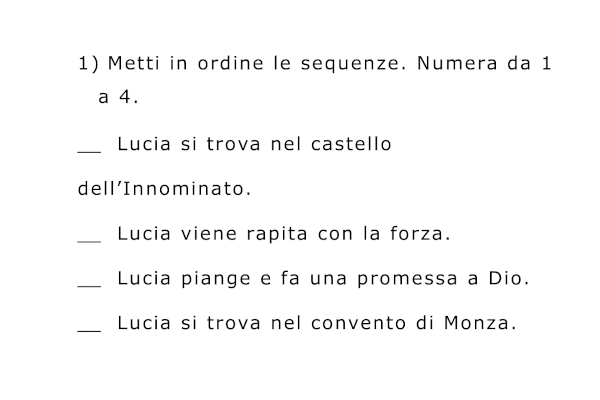 1) Metti in ordine le sequenze. Numera da 1
a 4.
__ Lucia si trova nel castello
dell’Innominato.
__ Lucia viene rapita con la forza.
__ Lucia piange e fa una promessa a Dio.
__ Lucia si trova nel convento di Monza.